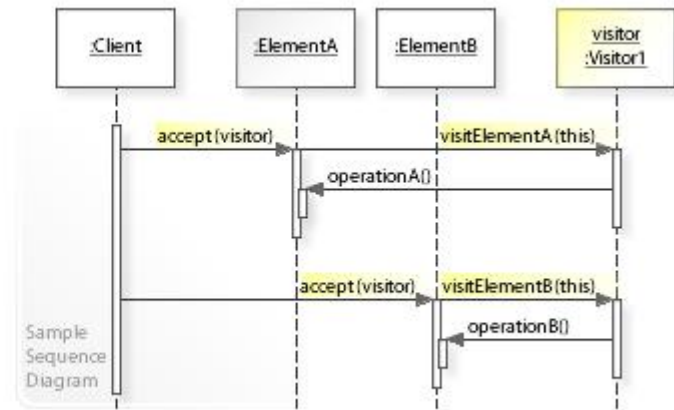 :Client
:ElementA
:ElementB
visitor
:Visitor1
accept(visitor)
visitElementA(this)
operationA()
accept(visitor)
visitElementB(this)
operationB()
Sample
Sequence
Diagram